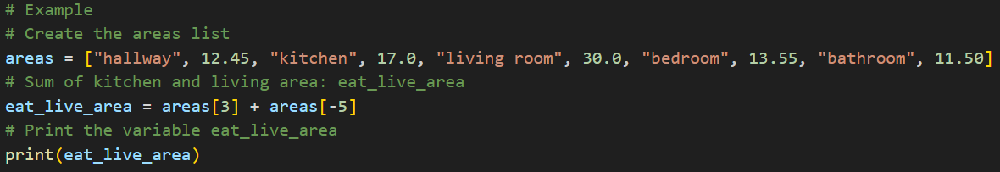 # Example
# Create the areas list
areas = ["hallway", 12.45, "kitchen", 17.0, "living room", 30.0, "bedroom", 13.55, "bathroom", 11.50]
# Sum of kitchen and living area: eat_live_area
eat_live_area = areas[3] + areas[-5]
# Print the variable eat_live_area
print(eat_live_area)